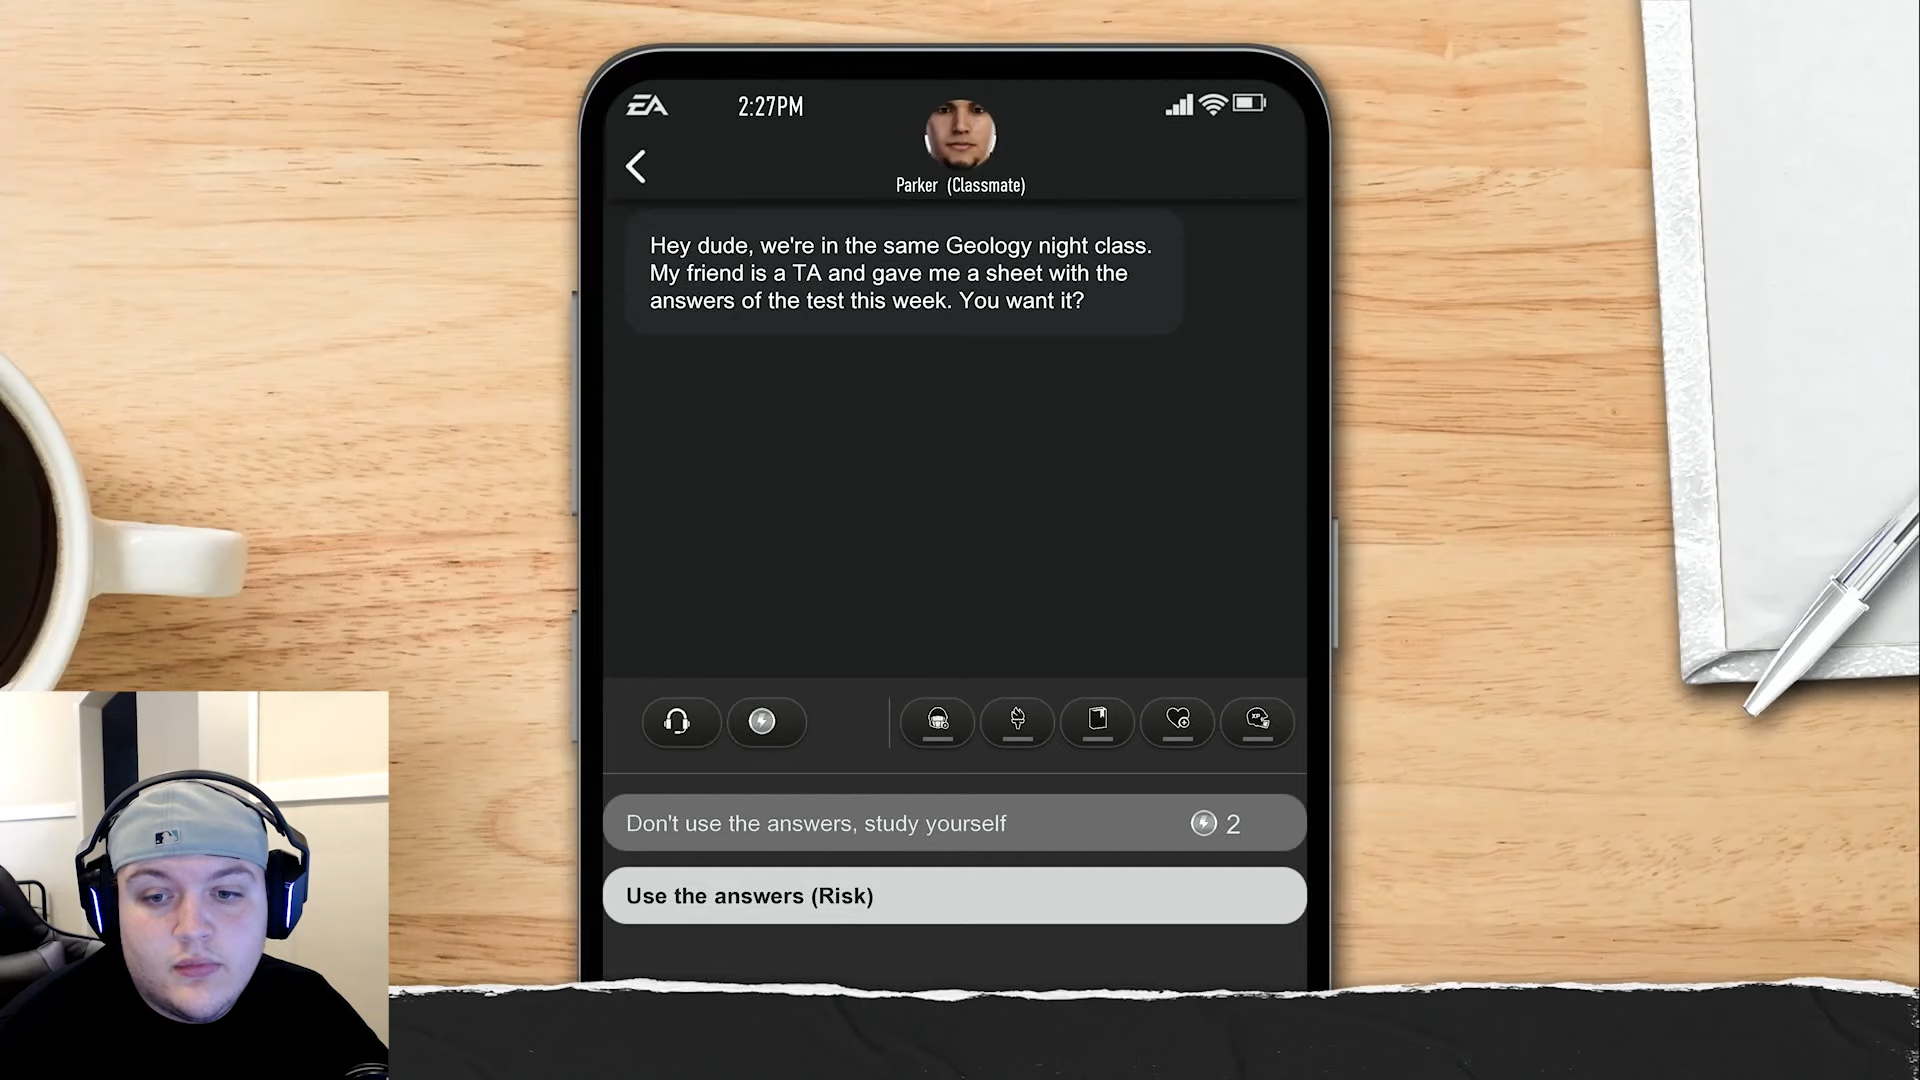 EA
2:27PM
Parker (Classmate)
Hey dude, we're in the same Geology night class.
My friend is a TA and gave me a sheet with the
answers of the test this week. You want it?
XP
Don't use the answers, study yourself
2
Use the answers (Risk)